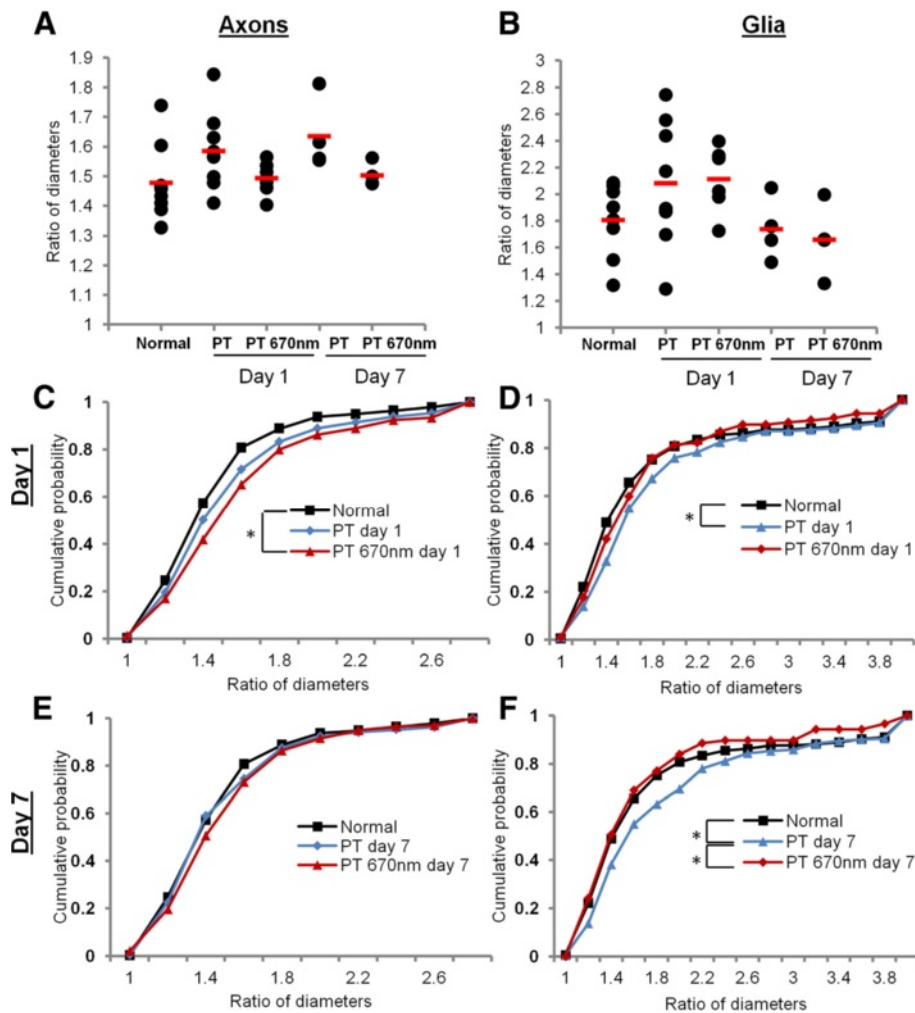 A Axons
Ratio of diameters
1.9
1.8
1.7
1.6
1.5
1.4
1.3
1.2
1.1
1
Normal PT PT 670nm PT PT 670nm
Day 1 Day 7
B Glia
Ratio of diameters
3
2.8
2.6
2.4
2.2
2
1.8
1.6
1.4
1.2
1
Normal PT PT 670nm PT PT 670nm
Day 1 Day 7
Day 1
C
Cumulative probability
1
0.8
0.6
0.4
0.2
0
Normal
PT day 1
PT 670nm day 1
*
1 1.4 1.8 2.2 2.6
Ratio of diameters
D
Cumulative probability
1
0.8
0.6
0.4
0.2
0
Normal
PT day 1
PT 670nm day 1
*
1 1.4 1.8 2.2 2.6 3 3.4 3.8
Ratio of diameters
Day 7
E
Cumulative probability
1
0.8
0.6
0.4
0.2
0
Normal
PT day 7
PT 670nm day 7
1 1.4 1.8 2.2 2.6
Ratio of diameters
F
Cumulative probability
1
0.8
0.6
0.4
0.2
0
Normal
PT day 7
PT 670nm day 7
*
*
1 1.4 1.8 2.2 2.6 3 3.4 3.8
Ratio of diameters